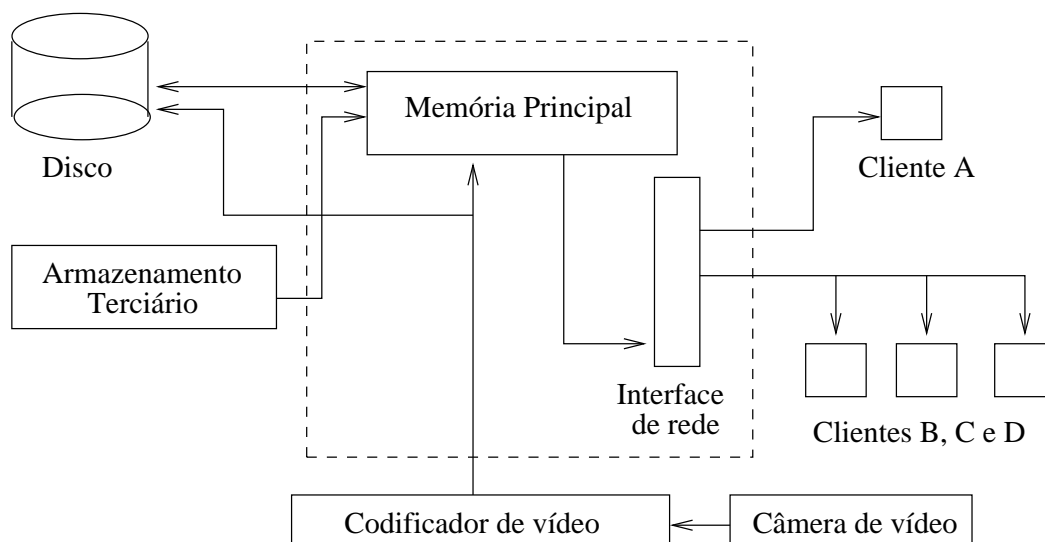 Memória Principal
Disco
Cliente A
Armazenamento
Terciário
Interface
de rede
Clientes B, C e D
Codificador de vídeo
Câmera de vídeo